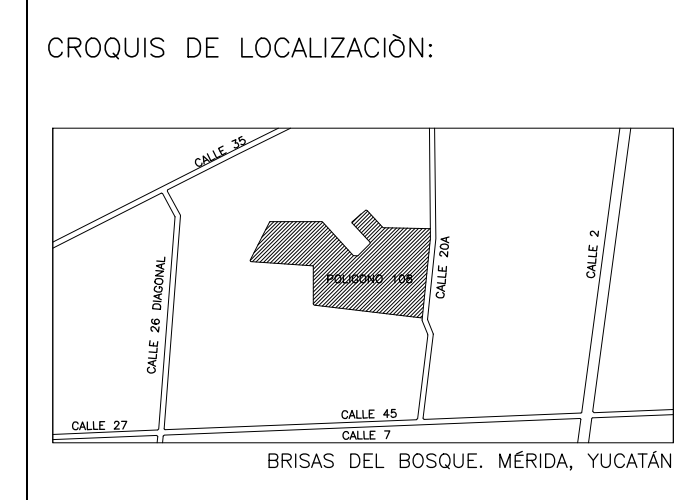 CROQUIS DE LOCALIZACIÒN:
CALLE 35
CALLE 2
CALLE 20A
CALLE 26 DIAGONAL
POLIGONO 108
CALLE 45
CALLE 27
CALLE 7
BRISAS DEL BOSQUE. MÉRIDA, YUCATÁN